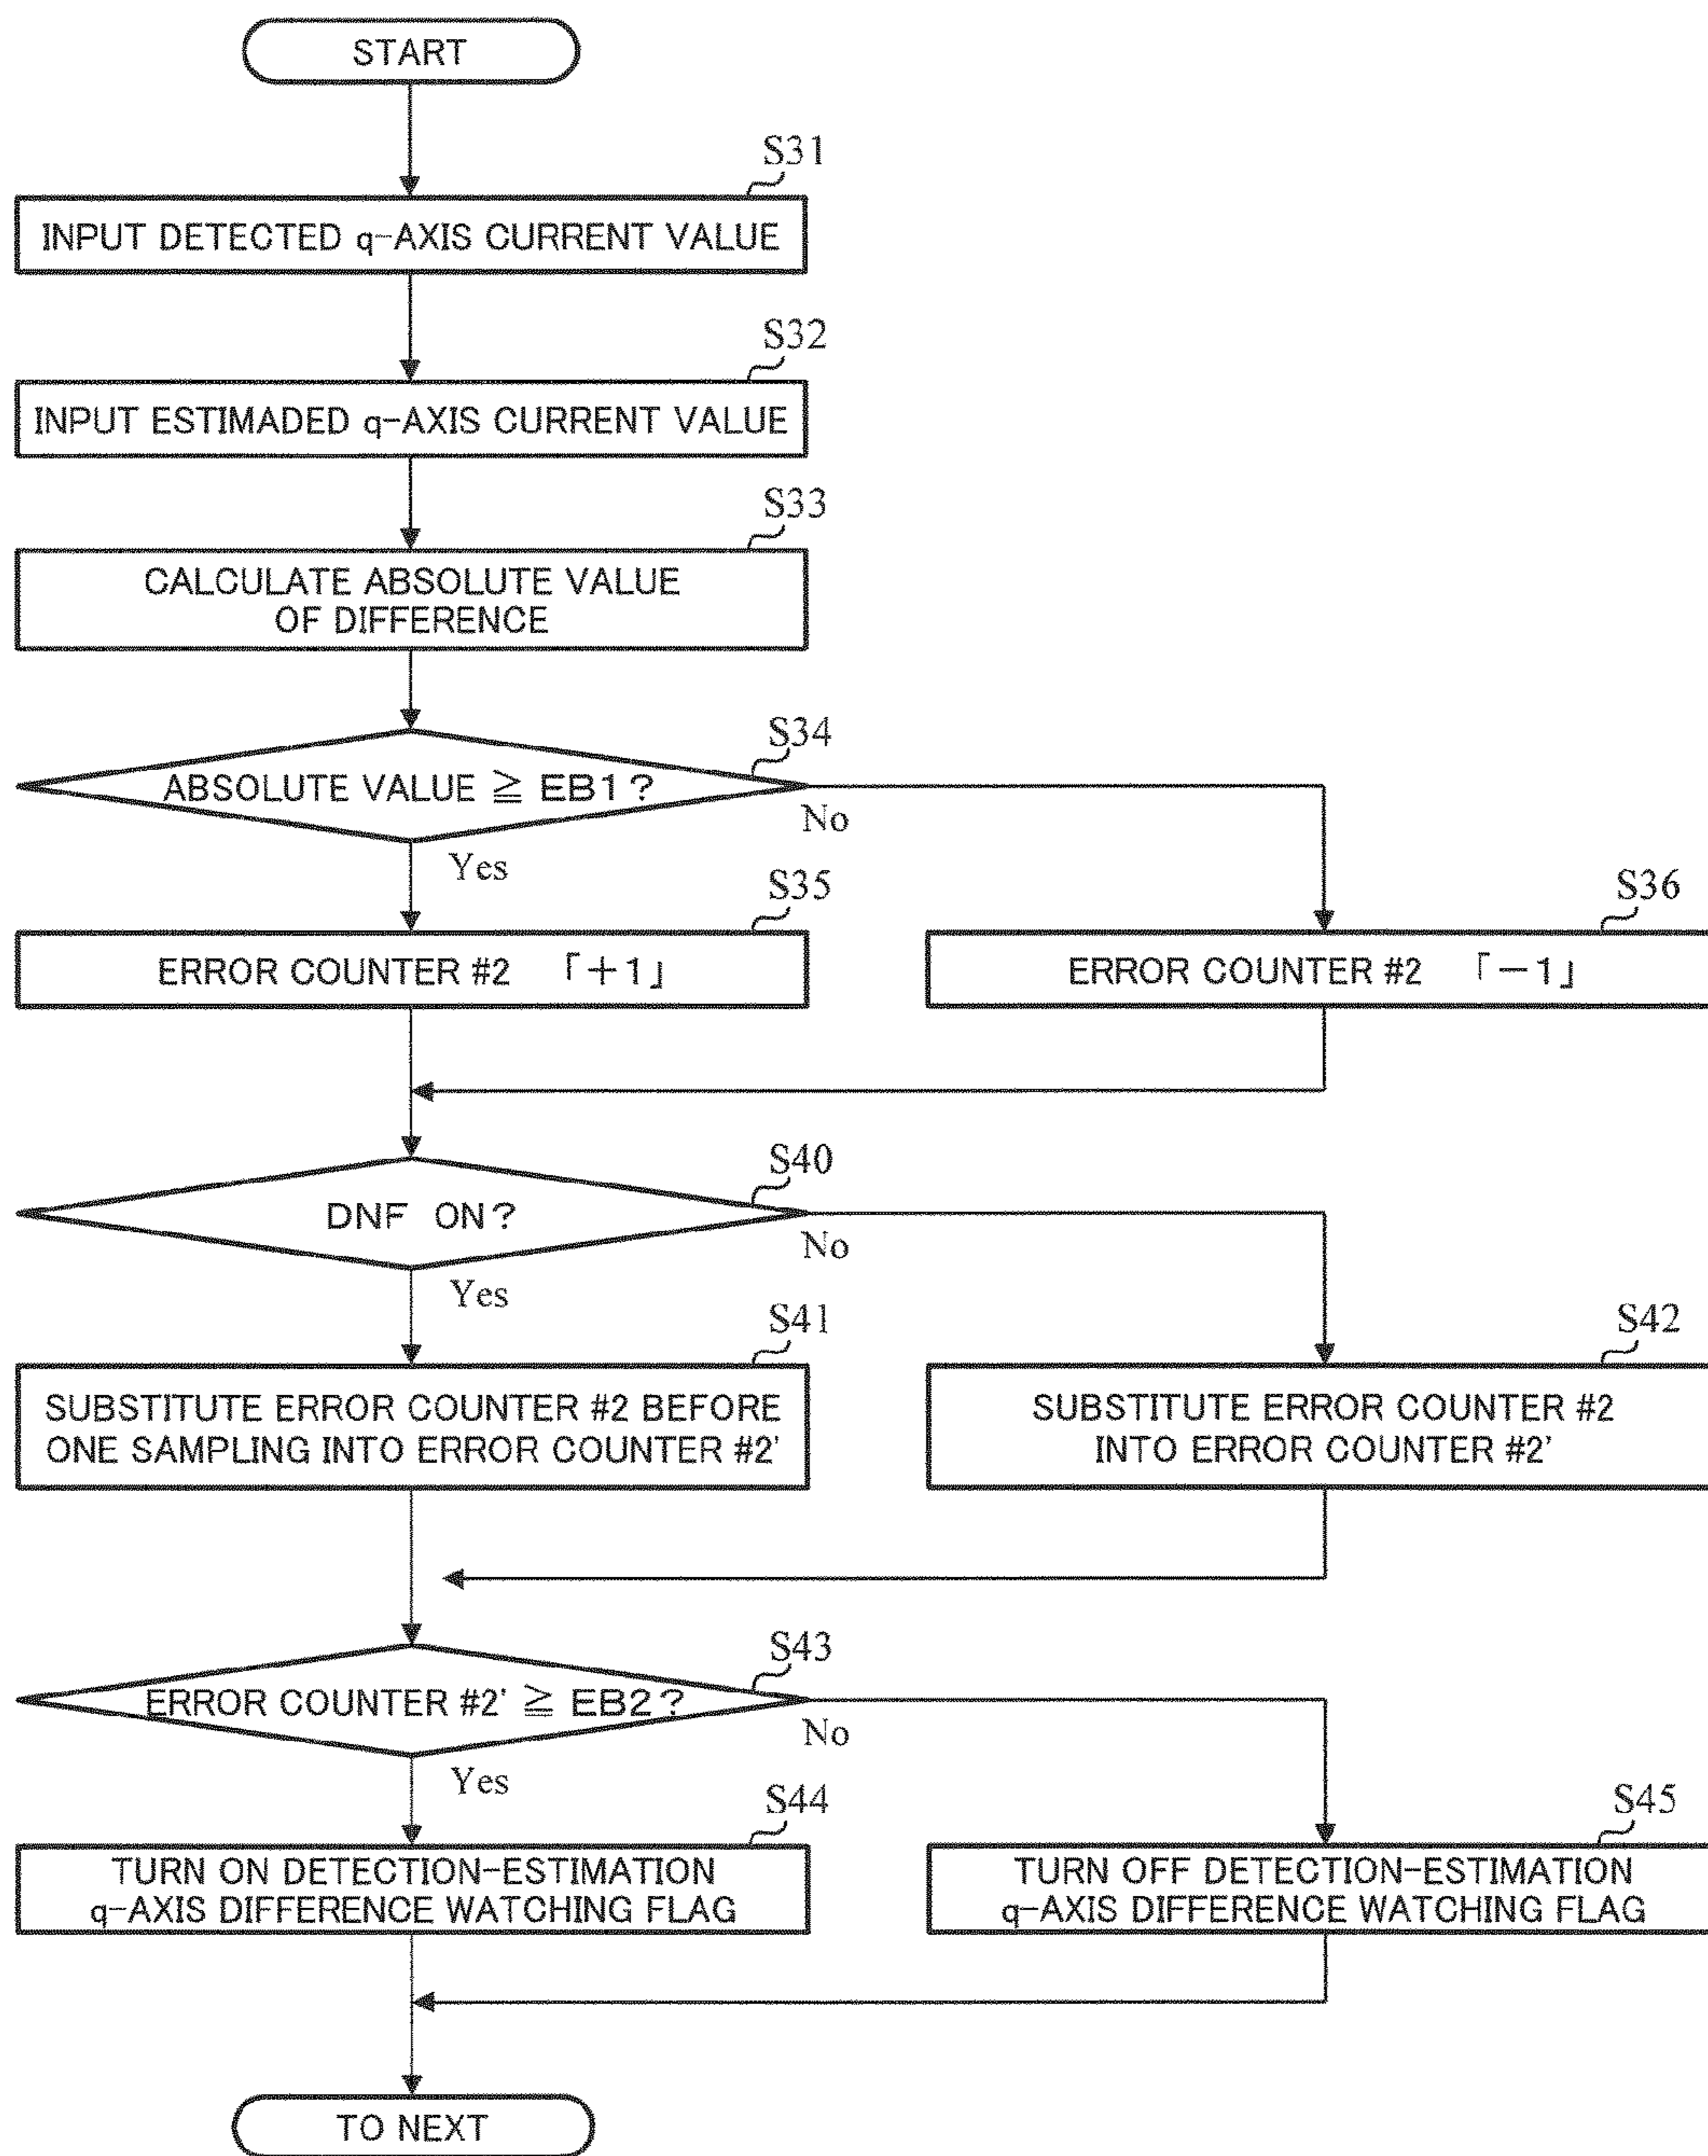 START
S31
INPUT DETECTED q-AXIS CURRENT VALUE
S32
INPUT ESTIMADED q-AXIS CURRENT VALUE
S33
CALCULATE ABSOLUTE VALUE
OF DIFFERENCE
S34
ABSOLUTE VALUE ≧ EB1?
No
Yes
S35
S36
ERROR COUNTER #2 「+1」
ERROR COUNTER #2 「-1」
S40
DNF ON?
No
Yes
S41
S42
SUBSTITUTE ERROR COUNTER #2 BEFORE
ONE SAMPLING INTO ERROR COUNTER #2'
SUBSTITUTE ERROR COUNTER #2
INTO ERROR COUNTER #2'
S43
ERROR COUNTER #2' ≧ EB2?
No
Yes
S44
S45
TURN ON DETECTION-ESTIMATION
q-AXIS DIFFERENCE WATCHING FLAG
TURN OFF DETECTION-ESTIMATION
q-AXIS DIFFERENCE WATCHING FLAG
TO NEXT